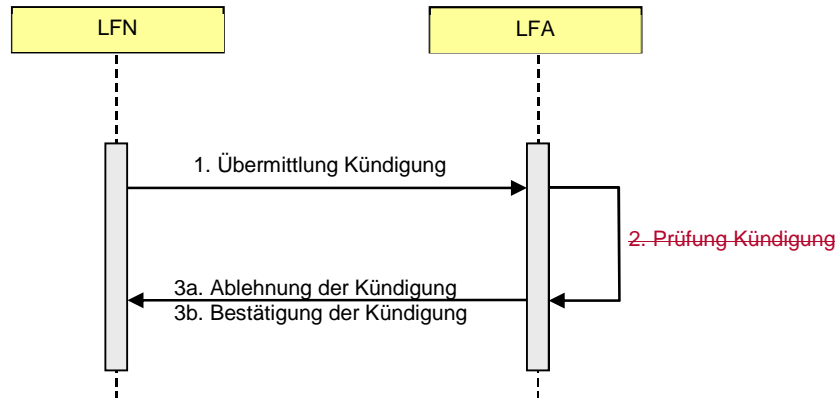 LFN
LFA
1. Übermittlung Kündigung
2. Prüfung Kündigung
3a. Ablehnung der Kündigung
3b. Bestätigung der Kündigung